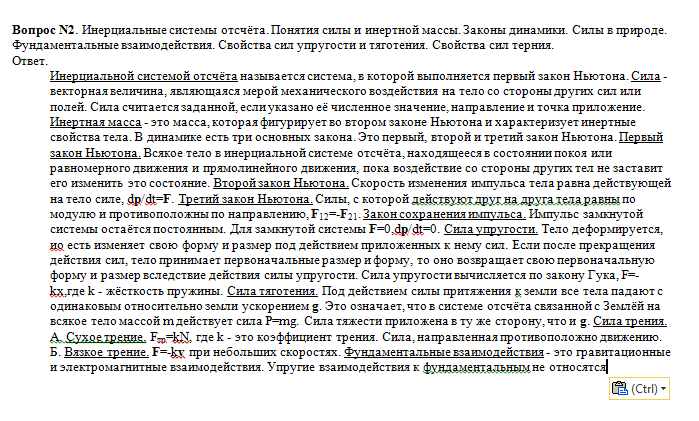 Вопрос N2. Инерциальные системы отсчёта. Понятия силы и инертной массы. Законы динамики. Силы в природе.
Фундаментальные взаимодействия. Свойства сил упругости и тяготения. Свойства сил терния.
Ответ.
Инерциальной системой отсчёта называется система, в которой выполняется первый закон Ньютона. Сила -
векторная величина, являющаяся мерой механического воздействия на тело со стороны других сил или
полей. Сила считается заданной, если указано её численное значение, направление и точка приложение.
Инертная масса - это масса, которая фигурирует во втором законе Ньютона и характеризует инертные
свойства тела. В динамике есть три основных закона. Это первый, второй и третий закон Ньютона. Первый
закон Ньютона. Всякое тело в инерциальной системе отсчёта, находящееся в состоянии покоя или
равномерного движения и прямолинейного движения, пока воздействие со стороны других тел не заставит
его изменить это состояние. Второй закон Ньютона. Скорость изменения импульса тела равна действующей
на тело силе, dp/dt=F. Третий закон Ньютона. Силы, с которой действуют друг на друга тела равны по
модулю и противоположны по направлению, F12=-F21. Закон сохранения импульса. Импульс замкнутой
системы остаётся постоянным. Для замкнутой системы F=0,dp/dt=0. Сила упругости. Тело деформируется,
ио есть изменяет свою форму и размер под действием приложенных к нему сил. Если после прекращения
действия сил, тело принимает первоначальные размер и форму, то оно возвращает свою первоначальную
форму и размер вследствие действия силы упругости. Сила упругости вычисляется по закону Гука, F=-
kx,где k - жёсткость пружины. Сила тяготения. Под действием силы притяжения к земли все тела падают с
одинаковым относительно земли ускорением g. Это означает, что в системе отсчёта связанной с Землёй на
всякое тело массой m действует сила P=mg. Сила тяжести приложена в ту же сторону, что и g. Сила трения.
А. Сухое трение. Fтр=kN, где k - это коэффициент трения. Сила, направленная противоположно движению.
Б. Вязкое трение. F=-kv при небольших скоростях. Фундаментальные взаимодействия - это гравитационные
и электромагнитные взаимодействия. Упругие взаимодействия к фундаментальным не относятся
(Ctrl)